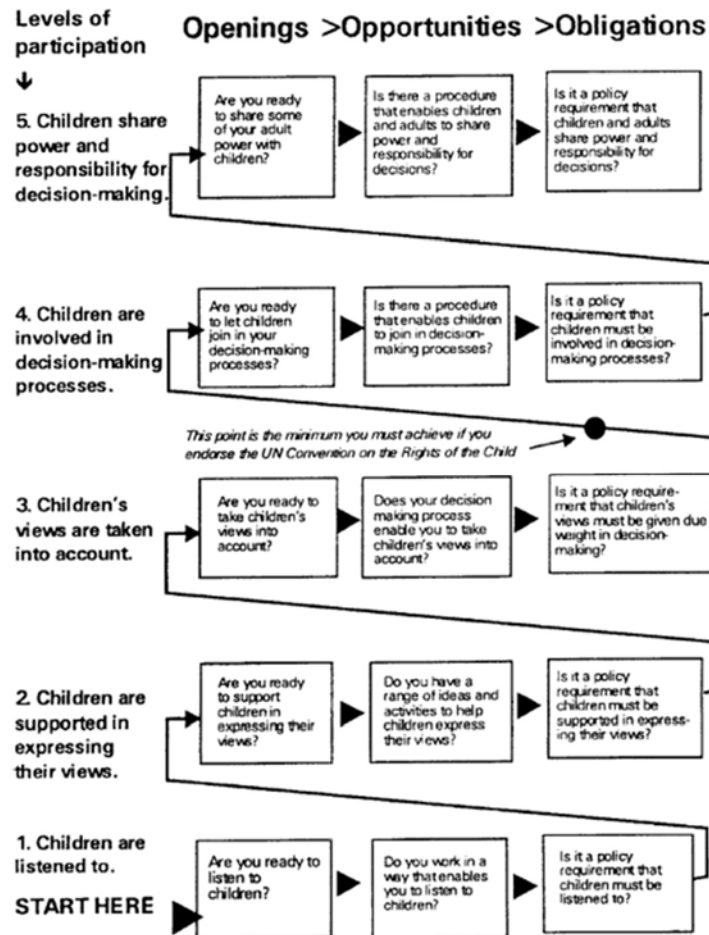 Levels of
participation
Openings >Opportunities >Obligations
5. Children share
power and
responsibility for
decision-making.
Are you ready
to share some
of your adult
power with
children?
Is there a procedure
that enables children
and adults to share
power and
responsibility for
decisions?
Is it a policy
requirement that
children and adults
share power and
responsibility for
decisions?
4. Children are
involved in
decision-making
processes.
Are you ready
to let children
join in your
decision-making
processes?
Is there a procedure
that enables children
to join in decision-
making processes?
Is it a policy
requirement that
children must be
involved in decision-
making processes?
This point is the minimum you must achieve if you
endorse the UN Convention on the Rights of the Child
3. Children's
views are taken
into account.
Are you ready to
take children's
views into
account?
Does your decision
making process
enable you to take
children's views into
account?
Is it a policy require-
ment that children's
views must be given due
weight in decision-
making?
2. Children are
supported in
expressing
their views.
Are you ready
to support
children in
expressing their
views?
Do you have a
range of ideas and
activities to help
children express
their views?
Is it a policy
requirement that
children must be
supported in express-
ing their views?
1. Children are
listened to.
START HERE
Are you ready to
listen to
children?
Do you work in a
way that enables
you to listen to
children?
Is it a policy
requirement that
children must be
listened to?